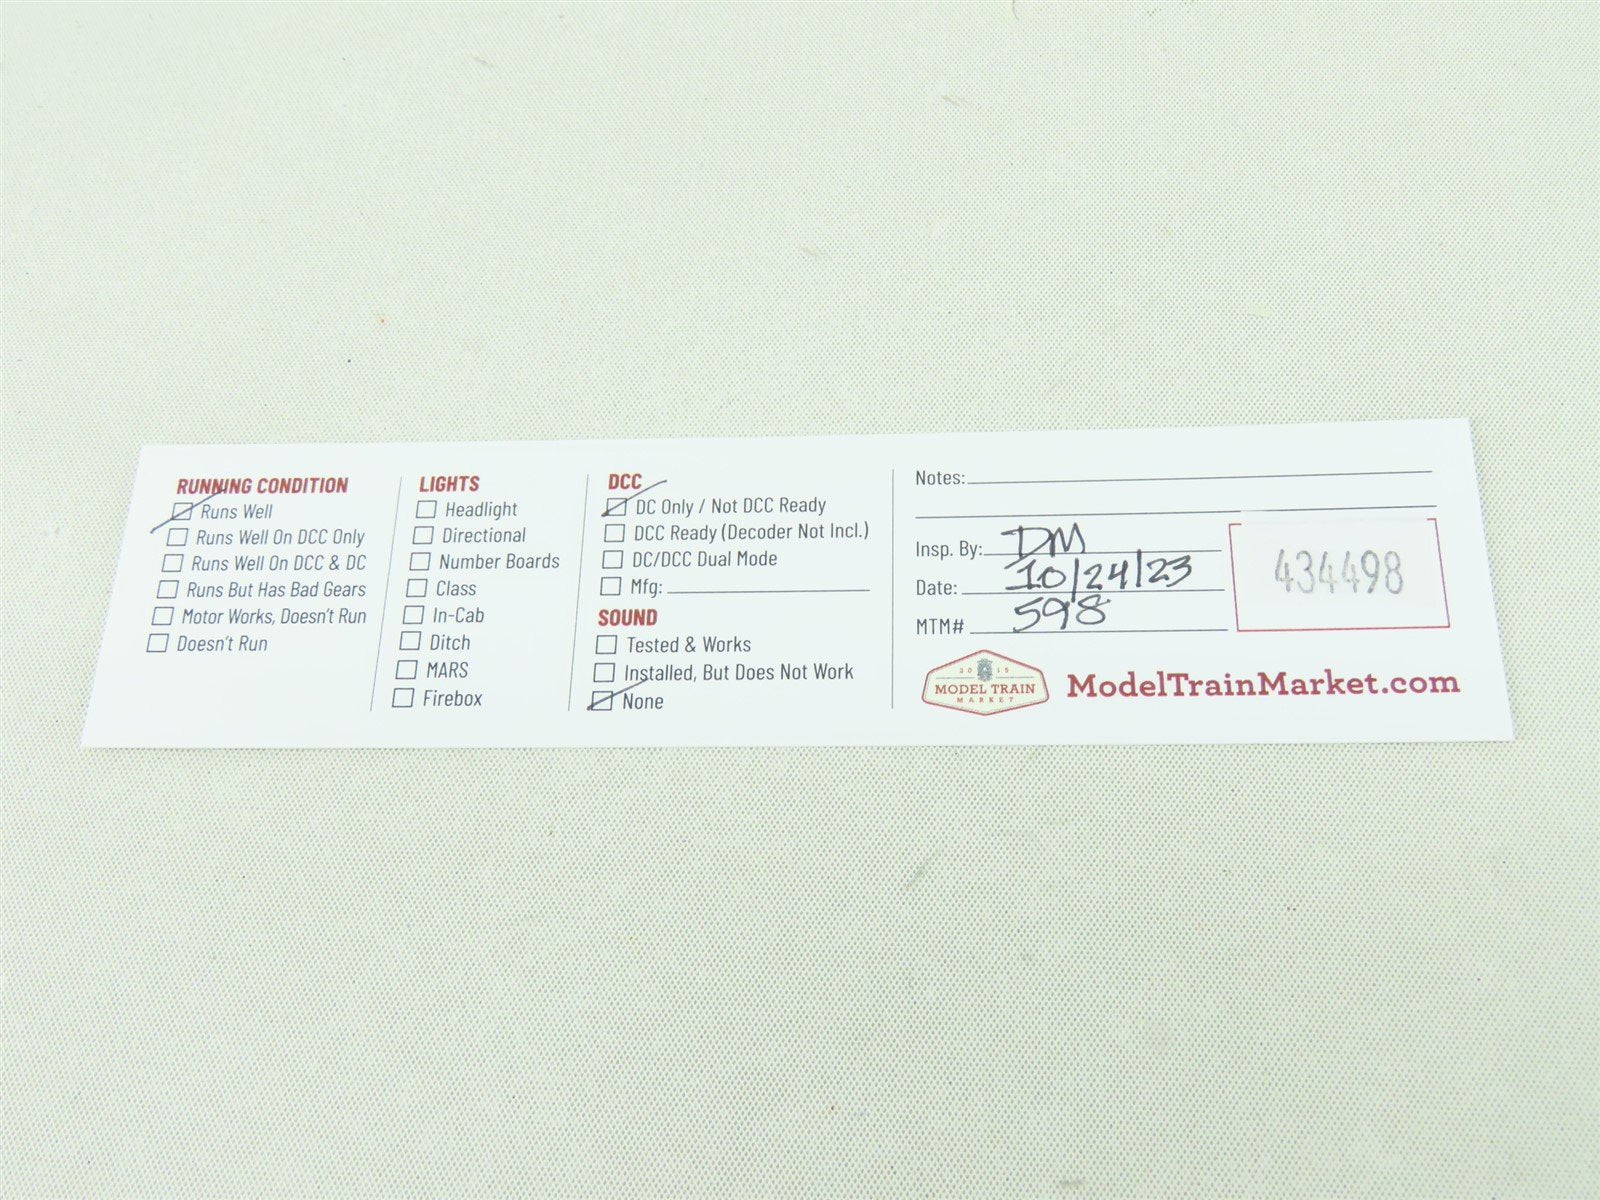 RUNNING CONDITION
Runs Well
Runs Well On DCC Only
Runs Well On DCC & DC
Runs But Has Bad Gears
Motor Works, Doesn't Run
Doesn't Run
LIGHTS
Headlight
Directional
Number Boards
Class
In-Cab
Ditch
MARS
Firebox
DCC
DC Only / Not DCC Ready
DCC Ready (Decoder Not Incl.)
DC/DCC Dual Mode
Mfg:
SOUND
Tested & Works
Installed, But Does Not Work
None
Notes:
Insp. By: DM
Date: 10/24/23
MTM# 598
434498
2015
MODEL TRAIN
MARKET
ModelTrainMarket.com